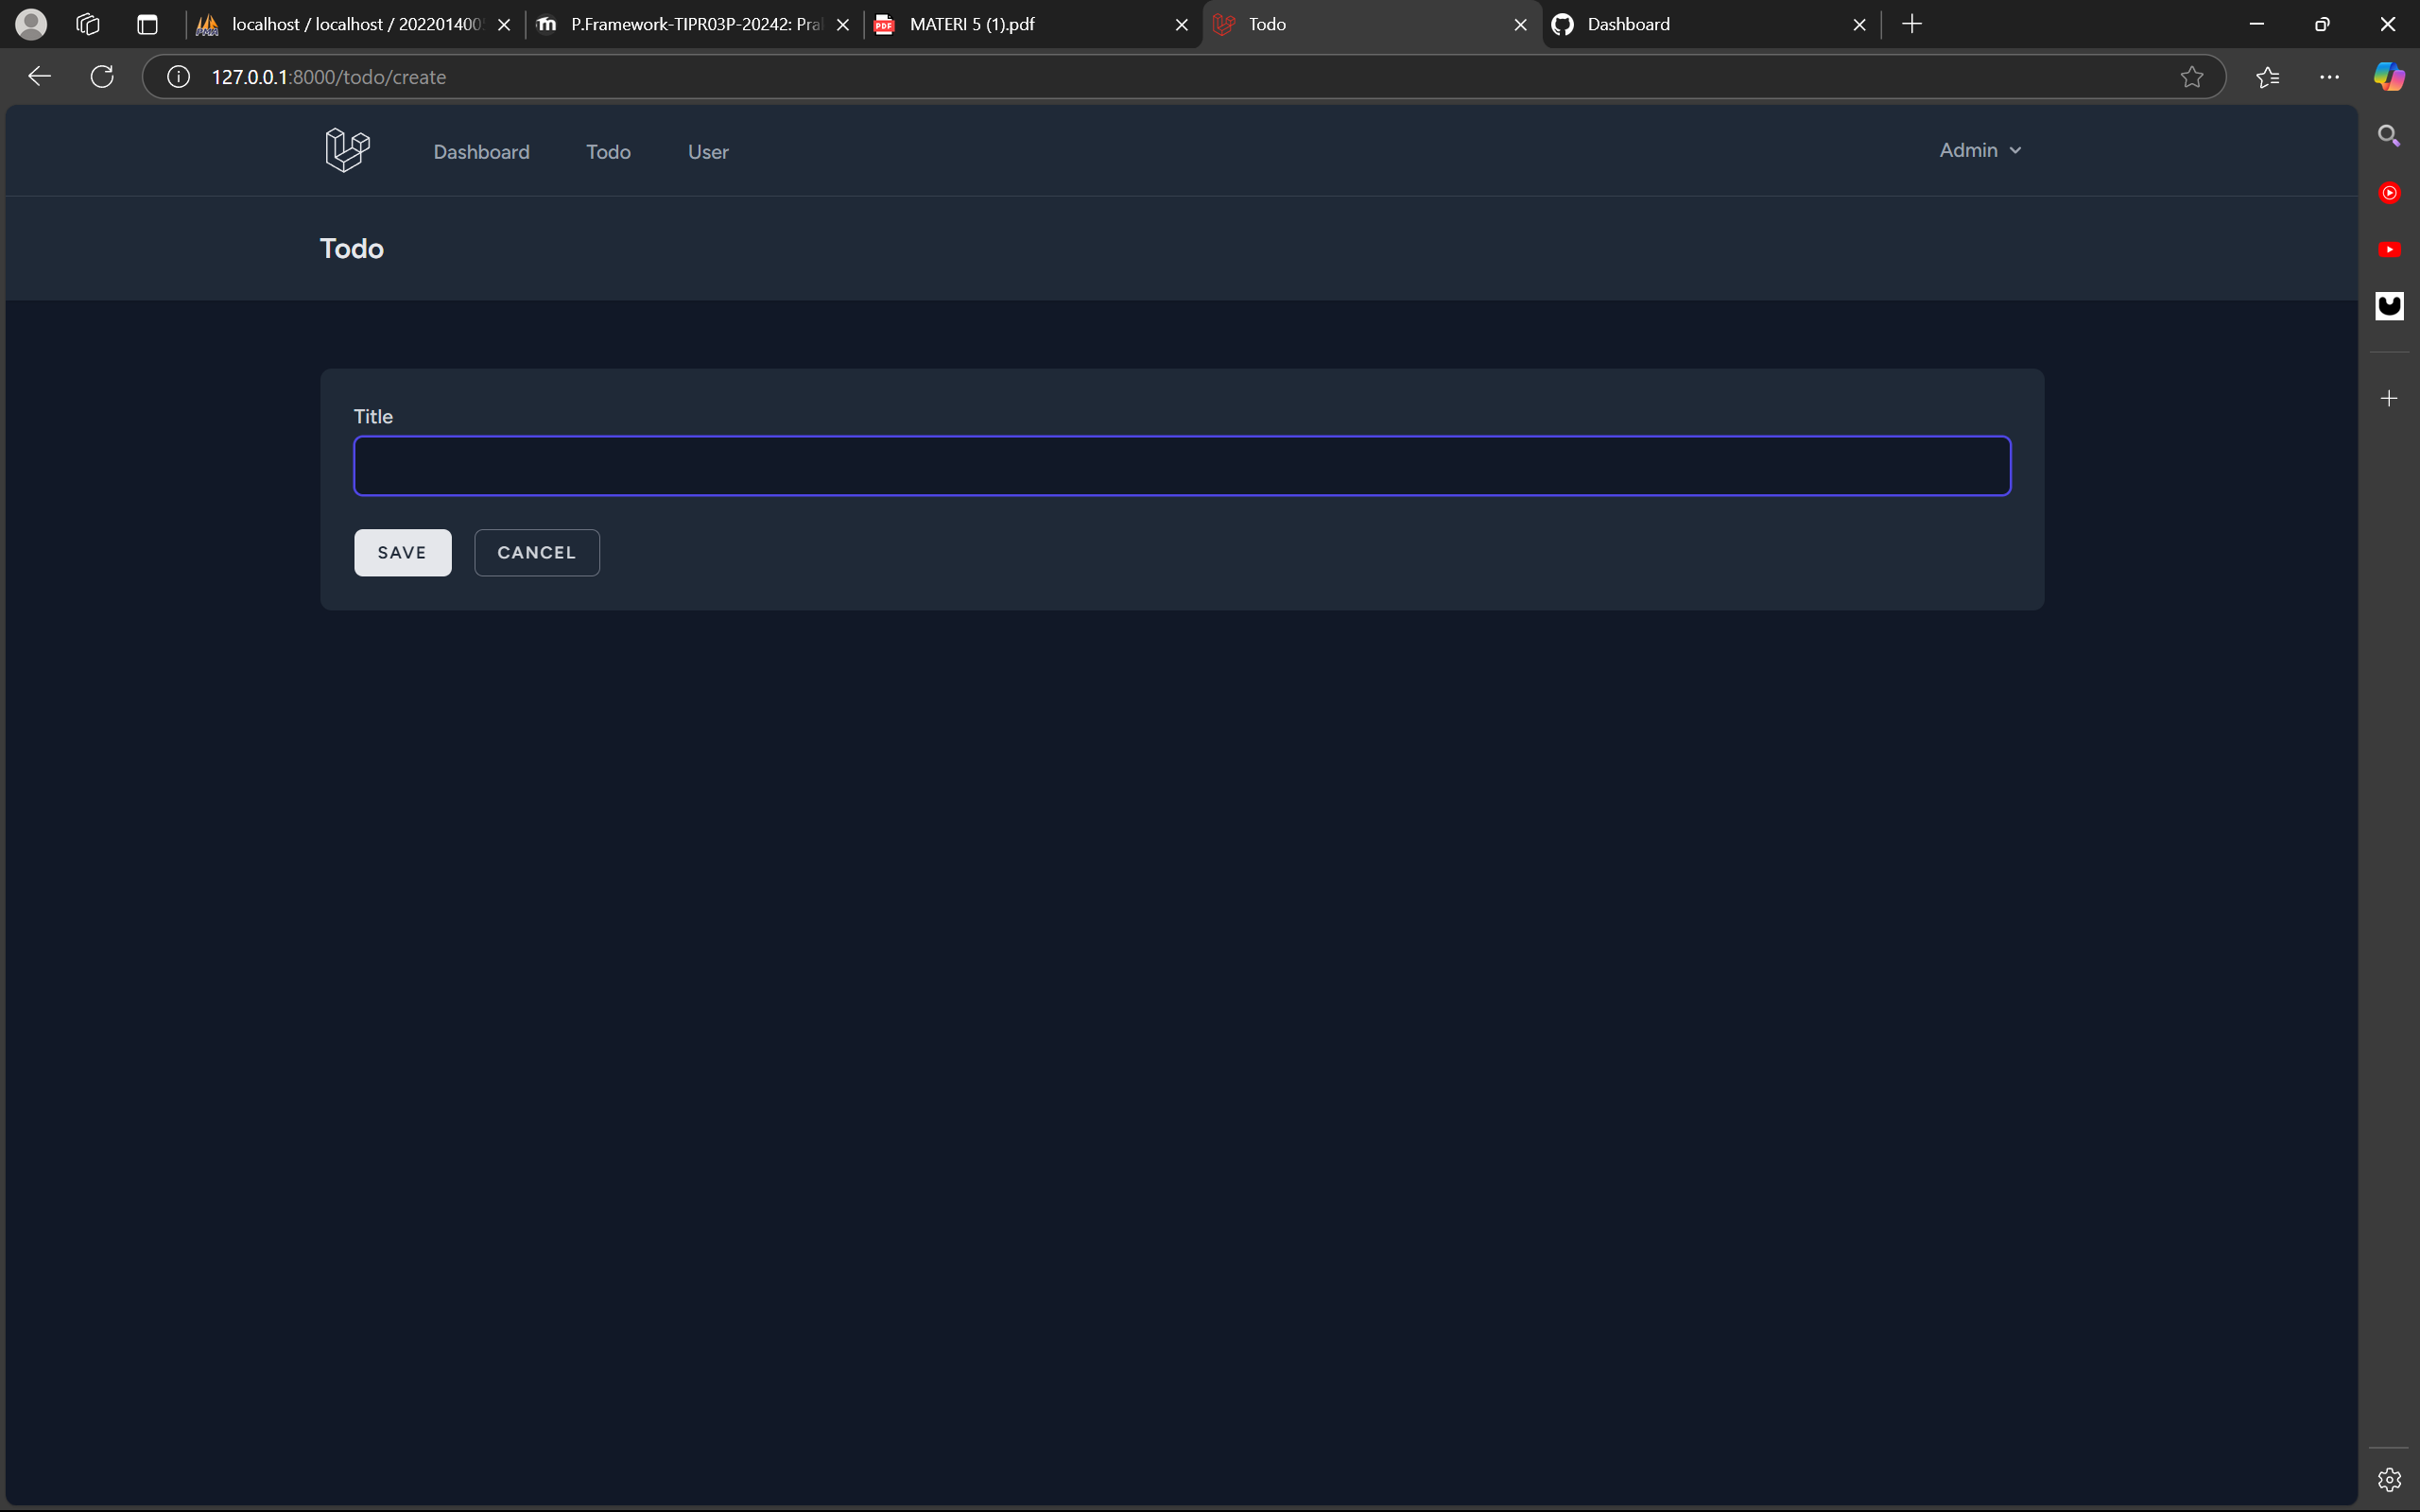 localhost / localhost / 202201400
P.Framework-TIPR03P-20242: Pra
MATERI 5 (1).pdf
Todo
Dashboard
127.0.0.1:8000/todo/create
Dashboard
Todo
User
Admin
Todo
Title
SAVE
CANCEL